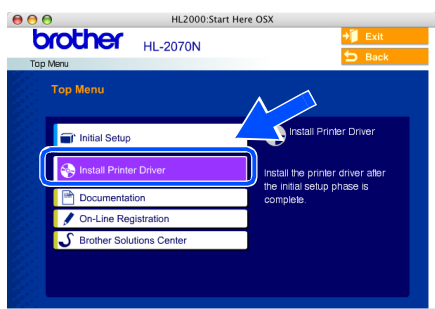 HL2000:Start Here OSX
brother
HL-2070N
Exit
Back
Top Menu
Top Menu
Initial Setup
Install Printer Driver
Documentation
On-Line Registration
Brother Solutions Center
Install Printer Driver
Install the printer driver after
the initial setup phase is
complete.